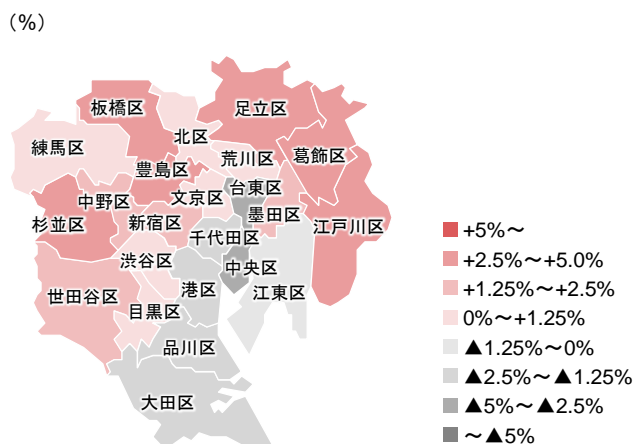 (%)
板橋区
足立区
北区
練馬区
荒川区
葛飾区
豊島区
文京区
台東区
中野区
杉並区
新宿区
墨田区
江戸川区
千代田区
渋谷区
中央区
世田谷区
港区
江東区
目黒区
品川区
大田区
+5%～
+2.5%～+5.0%
+1.25%～+2.5%
0%～+1.25%
▲1.25%～0%
▲2.5%～▲1.25%
▲5%～▲2.5%
～▲5%